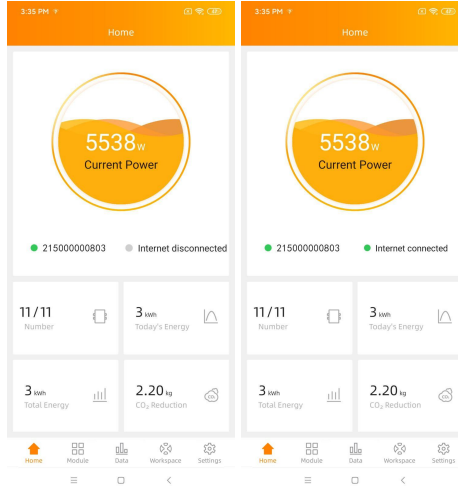 3:35 PM
Home
5538W
Current Power
215000000803
Internet disconnected
11/11
Number
3 kWh
Today's Energy
3 kWh
Total Energy
2.20 kg
CO₂ Reduction
Home
Module
Data
Workspace
Settings
3:35 PM
Home
5538W
Current Power
215000000803
Internet connected
11/11
Number
3 kWh
Today's Energy
3 kWh
Total Energy
2.20 kg
CO₂ Reduction
Home
Module
Data
Workspace
Settings